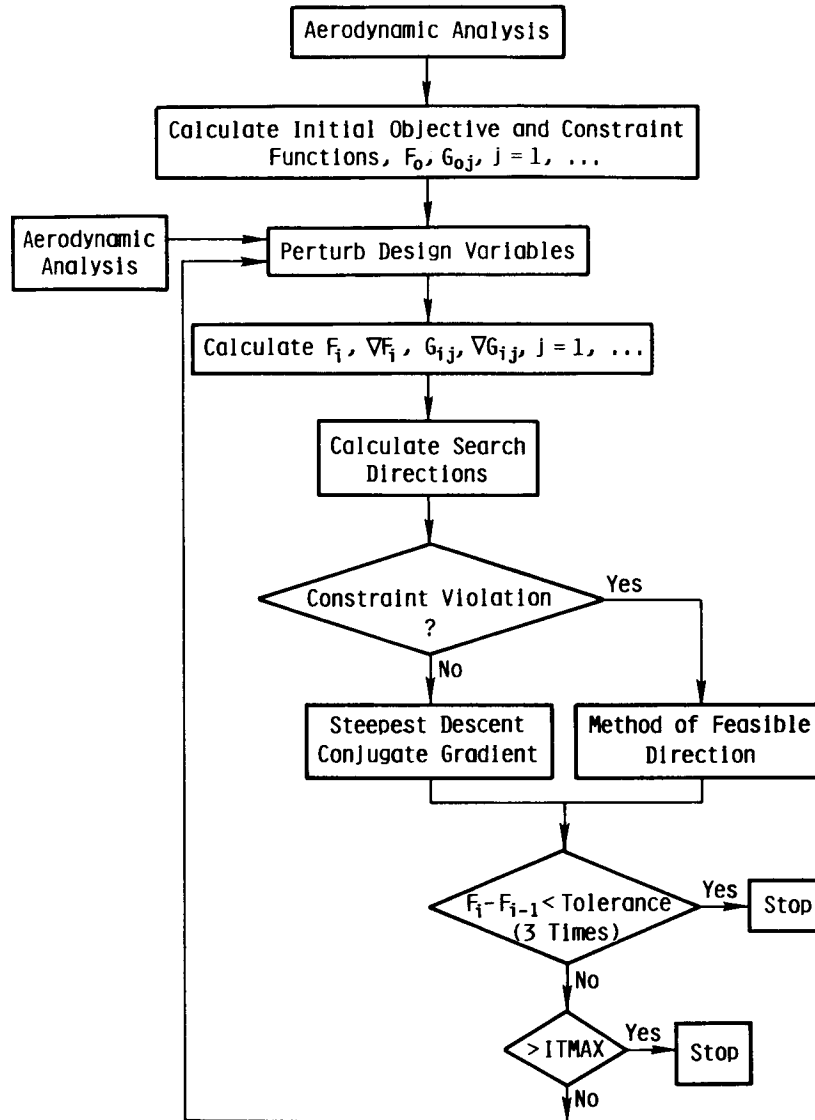 Aerodynamic Analysis
Calculate Initial Objective and Constraint
Functions, F₀, G₀ⱼ, j = 1, ...
Aerodynamic
Analysis
Perturb Design Variables
Calculate Fᵢ, ∇Fᵢ, Gᵢⱼ, ∇Gᵢⱼ, j = 1, ...
Calculate Search
Directions
Constraint Violation
?
Yes
No
Steepest Descent
Conjugate Gradient
Method of Feasible
Direction
Fᵢ - Fᵢ₋₁ < Tolerance
(3 Times)
Yes
Stop
No
> ITMAX
Yes
Stop
No